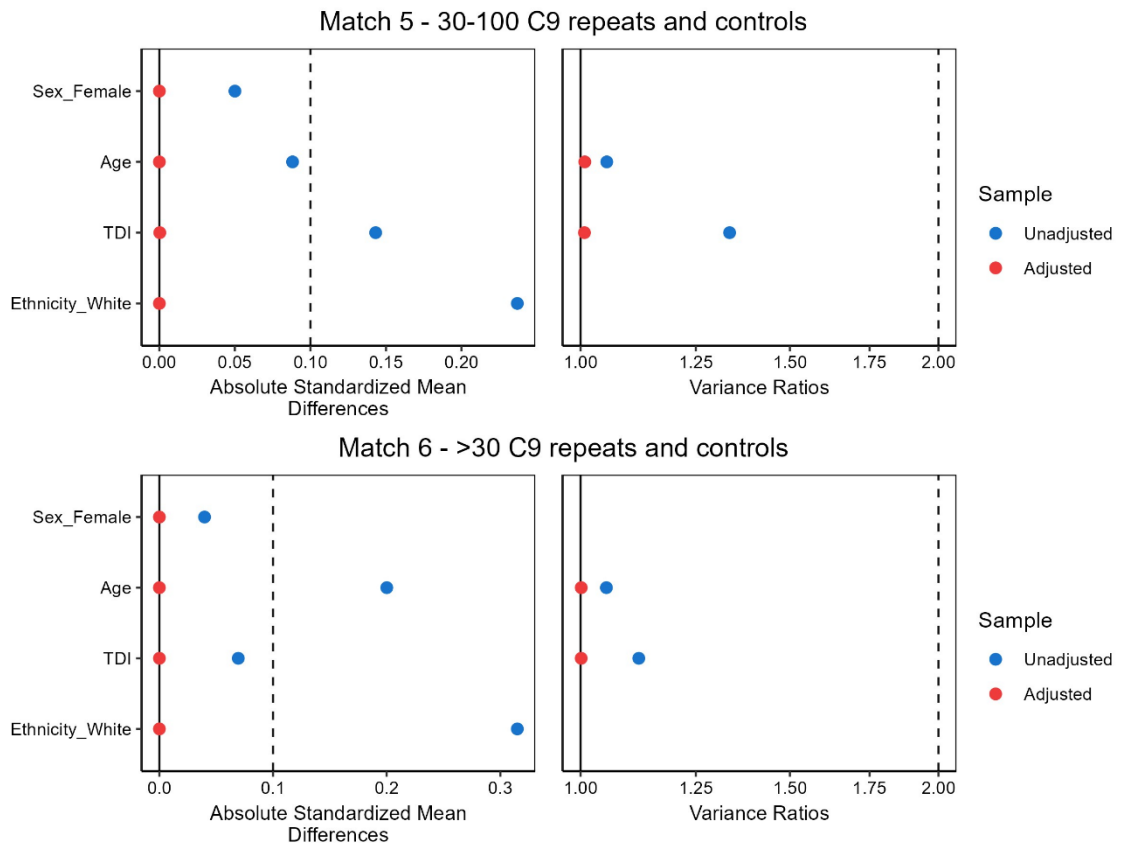 Match 5 - 30-100 C9 repeats and controls
Sex_Female
Age
TDI
Ethnicity_White
0.00 0.05 0.10 0.15 0.20
Absolute Standardized Mean
Differences
1.00 1.25 1.50 1.75 2.00
Variance Ratios
Sample
Unadjusted
Adjusted
Match 6 - >30 C9 repeats and controls
Sex_Female
Age
TDI
Ethnicity_White
0.0 0.1 0.2 0.3
Absolute Standardized Mean
Differences
1.00 1.25 1.50 1.75 2.00
Variance Ratios
Sample
Unadjusted
Adjusted